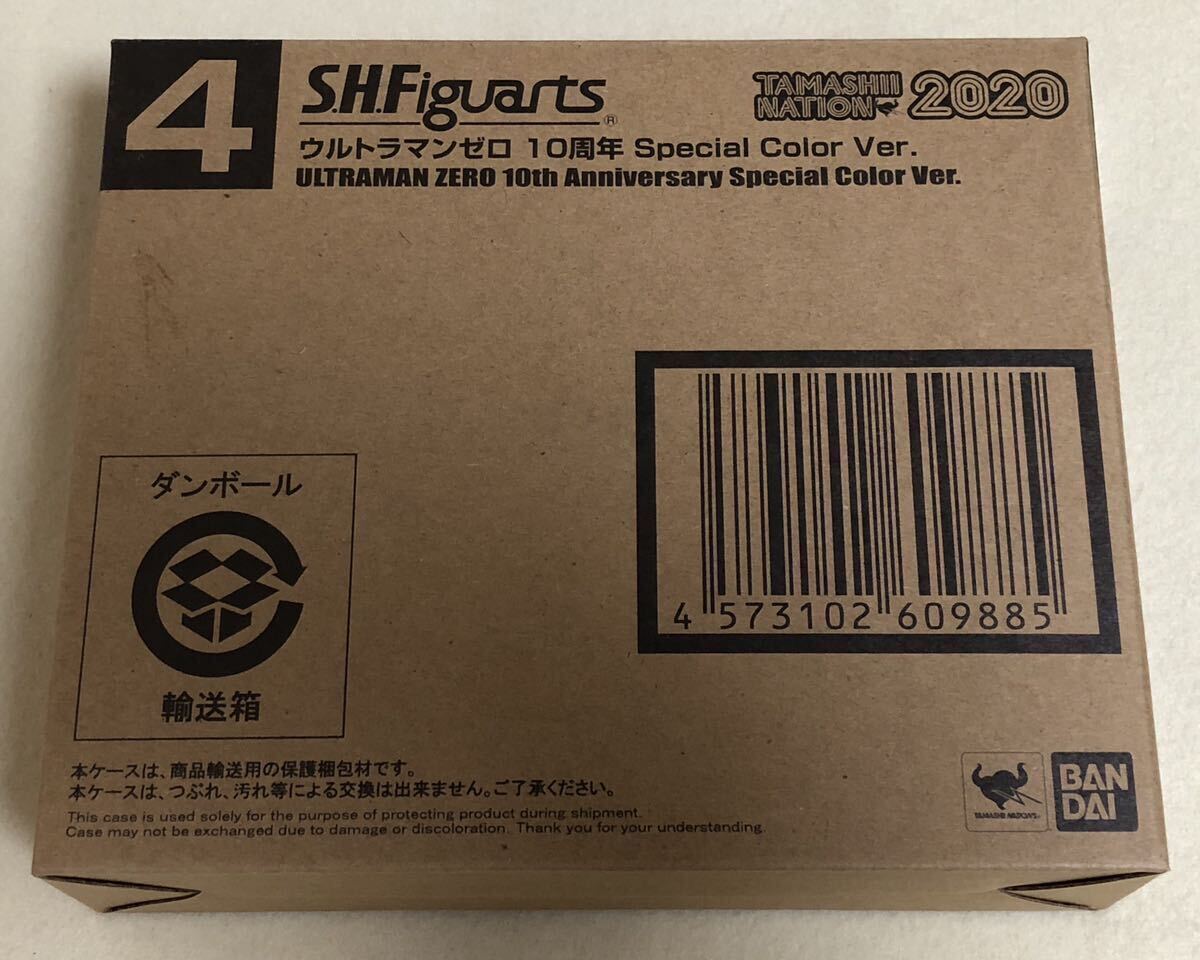 4
S.H.Figuarts
®
TAMASHII
NATION 2020
ウルトラマンゼロ 10周年 Special Color Ver.
ULTRAMAN ZERO 10th Anniversary Special Color Ver.
4 573102 609885
ダンボール
輸送箱
本ケースは、商品輸送用の保護梱包材です。
本ケースは、つぶれ、汚れ等による交換は出来ません。ご了承ください。
This case is used solely for the purpose of protecting product during shipment.
Case may not be exchanged due to damage or discoloration. Thank you for your understanding.
TAMASHII NATIONS
BAN
DAI